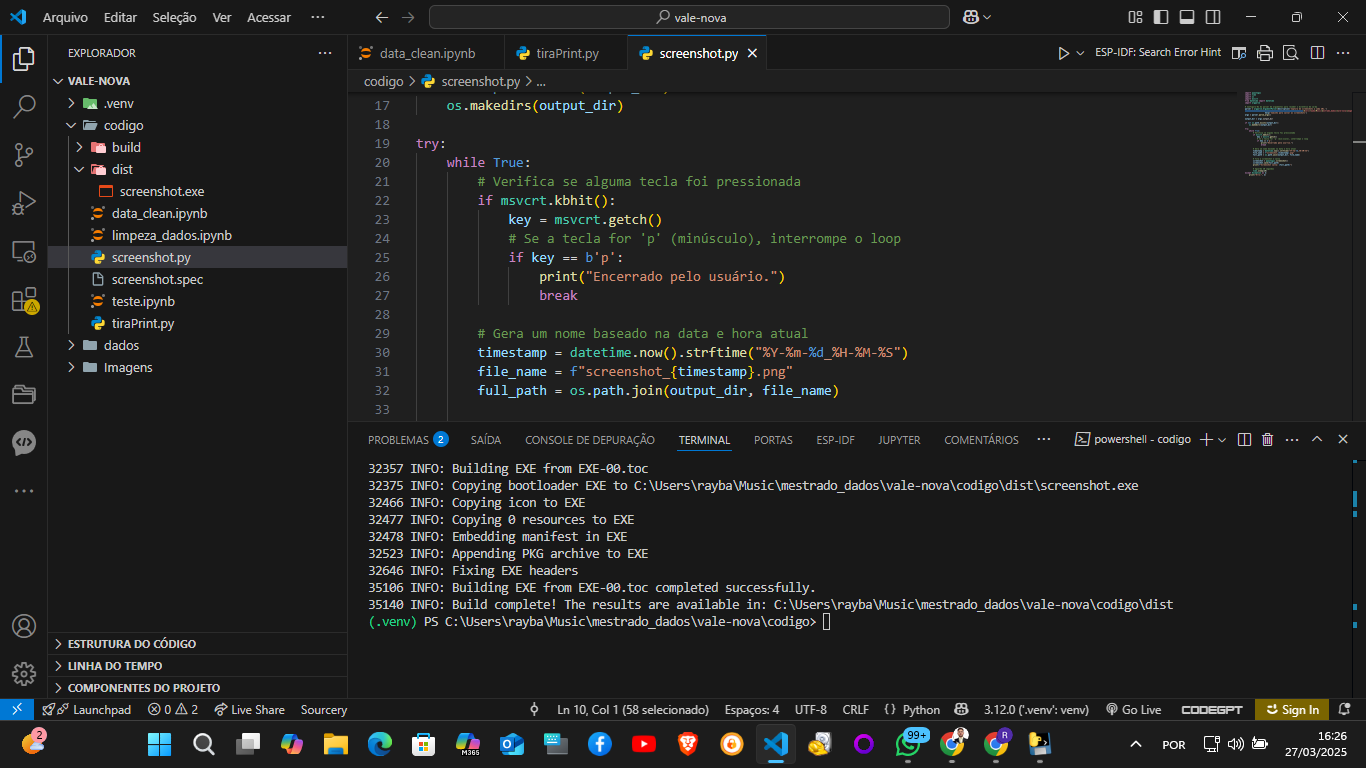 Arquivo Editar Seleção Ver Acessar ··· vale-nova
EXPLORADOR ···
VALE-NOVA
.venv
codigo
build
dist
screenshot.exe
data_clean.ipynb
limpeza_dados.ipynb
screenshot.py
screenshot.spec
teste.ipynb
tiraPrint.py
dados
Imagens
ESTRUTURA DO CÓDIGO
LINHA DO TEMPO
COMPONENTES DO PROJETO
data_clean.ipynb tiraPrint.py screenshot.py ESP-IDF: Search Error Hint
codigo > screenshot.py > ...
17 os.makedirs(output_dir)
18
19 try:
20 while True:
21 # Verifica se alguma tecla foi pressionada
22 if msvcrt.kbhit():
23 key = msvcrt.getch()
24 # Se a tecla for 'p' (minúsculo), interrompe o loop
25 if key == b'p':
26 print("Encerrado pelo usuário.")
27 break
28
29 # Gera um nome baseado na data e hora atual
30 timestamp = datetime.now().strftime("%Y-%m-%d_%H-%M-%S")
31 file_name = f"screenshot_{timestamp}.png"
32 full_path = os.path.join(output_dir, file_name)
33
PROBLEMAS 2 SAÍDA CONSOLE DE DEPURAÇÃO TERMINAL PORTAS ESP-IDF JUPYTER COMENTÁRIOS ··· powershell - codigo
32357 INFO: Building EXE from EXE-00.toc
32375 INFO: Copying bootloader EXE to C:\Users\rayba\Music\mestrado_dados\vale-nova\codigo\dist\screenshot.exe
32466 INFO: Copying icon to EXE
32477 INFO: Copying 0 resources to EXE
32478 INFO: Embedding manifest in EXE
32523 INFO: Appending PKG archive to EXE
32646 INFO: Fixing EXE headers
35106 INFO: Building EXE from EXE-00.toc completed successfully.
35140 INFO: Build complete! The results are available in: C:\Users\rayba\Music\mestrado_dados\vale-nova\codigo\dist
(.venv) PS C:\Users\rayba\Music\mestrado_dados\vale-nova\codigo>
Launchpad 0 2 Live Share Sourcery Ln 10, Col 1 (58 selecionado) Espaços: 4 UTF-8 CRLF { } Python 3.12.0 ('.venv': venv) Go Live CODEGPT Sign In
2 M365 99+ R POR 16:26
27/03/2025